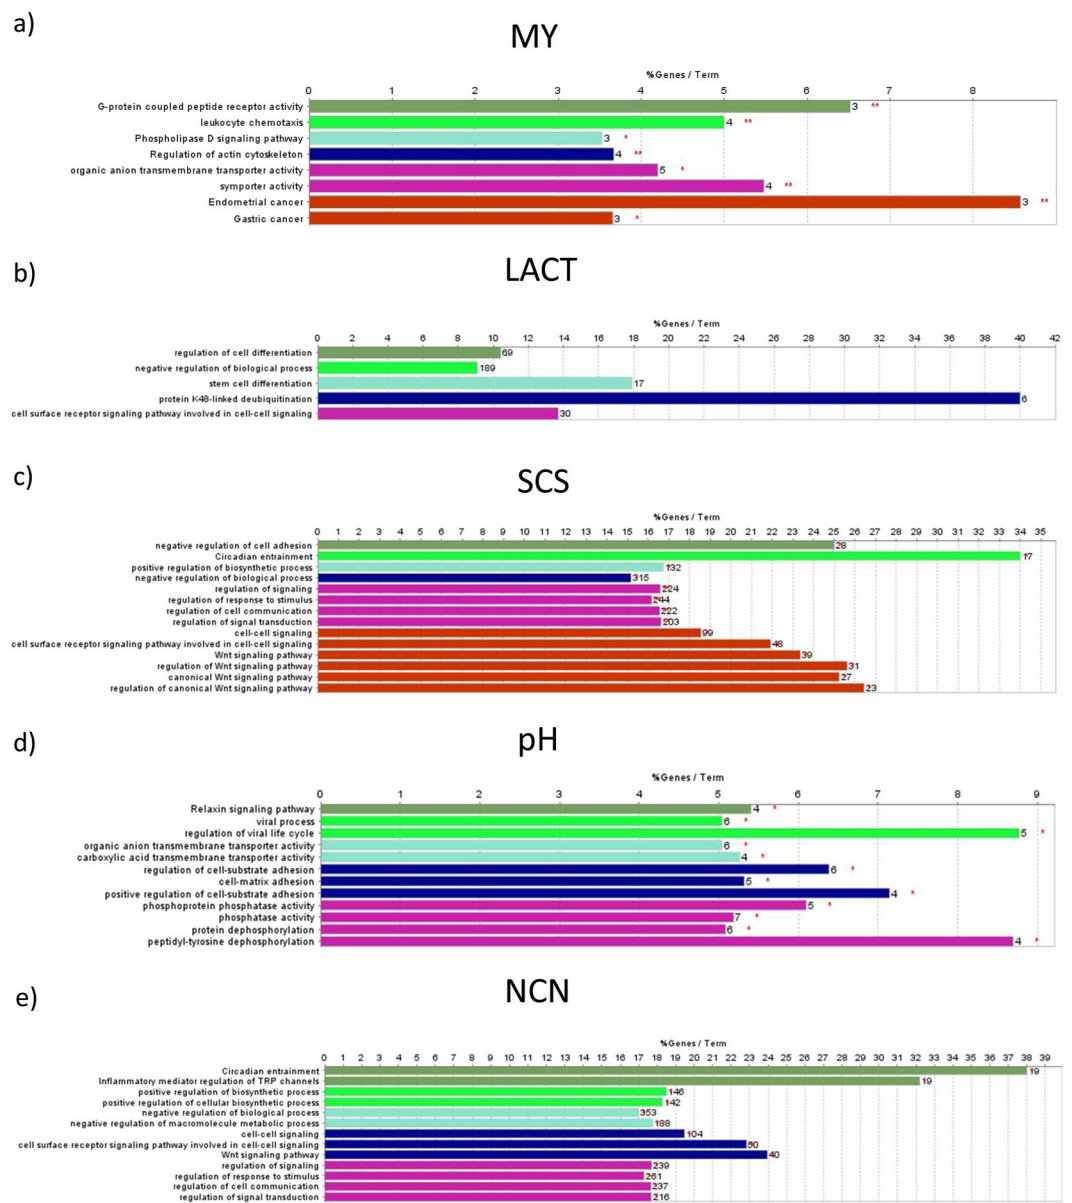 a)
MY
%Genes / Term
0 1 2 3 4 5 6 7 8
G-protein coupled peptide receptor activity 3 **
leukocyte chemotaxis 4 **
Phospholipase D signaling pathway 3 *
Regulation of actin cytoskeleton 4 **
organic anion transmembrane transporter activity 5 *
symporter activity 4 **
Endometrial cancer 3 **
Gastric cancer 3 *
b)
LACT
%Genes / Term
0 2 4 6 8 10 12 14 16 18 20 22 24 26 28 30 32 34 36 38 40 42
regulation of cell differentiation 69
negative regulation of biological process 189
stem cell differentiation 17
protein K48-linked deubiquitination 6
cell surface receptor signaling pathway involved in cell-cell signaling 30
c)
SCS
%Genes / Term
0 1 2 3 4 5 6 7 8 9 10 11 12 13 14 15 16 17 18 19 20 21 22 23 24 25 26 27 28 29 30 31 32 33 34 35
negative regulation of cell adhesion 28
Circadian entrainment 17
positive regulation of biosynthetic process 132
negative regulation of biological process 315
regulation of signaling 224
regulation of response to stimulus 244
regulation of cell communication 222
regulation of signal transduction 203
cell-cell signaling 99
cell surface receptor signaling pathway involved in cell-cell signaling 48
Wnt signaling pathway 39
regulation of Wnt signaling pathway 31
canonical Wnt signaling pathway 27
regulation of canonical Wnt signaling pathway 23
d)
pH
%Genes / Term
0 1 2 3 4 5 6 7 8 9
Relaxin signaling pathway 4 *
viral process 6 *
regulation of viral life cycle 5 *
organic anion transmembrane transporter activity 6 *
carboxylic acid transmembrane transporter activity 4 *
regulation of cell-substrate adhesion 6 *
cell-matrix adhesion 5 *
positive regulation of cell-substrate adhesion 4 *
phosphoprotein phosphatase activity 5 *
phosphatase activity 7 *
protein dephosphorylation 6 *
peptidyl-tyrosine dephosphorylation 4 *
e)
NCN
%Genes / Term
0 1 2 3 4 5 6 7 8 9 10 11 12 13 14 15 16 17 18 19 20 21 22 23 24 25 26 27 28 29 30 31 32 33 34 35 36 37 38 39
Circadian entrainment 19
Inflammatory mediator regulation of TRP channels 19
positive regulation of biosynthetic process 146
positive regulation of cellular biosynthetic process 142
negative regulation of biological process 353
negative regulation of macromolecule metabolic process 188
cell-cell signaling 104
cell surface receptor signaling pathway involved in cell-cell signaling 50
Wnt signaling pathway 40
regulation of signaling 239
regulation of response to stimulus 261
regulation of cell communication 237
regulation of signal transduction 216